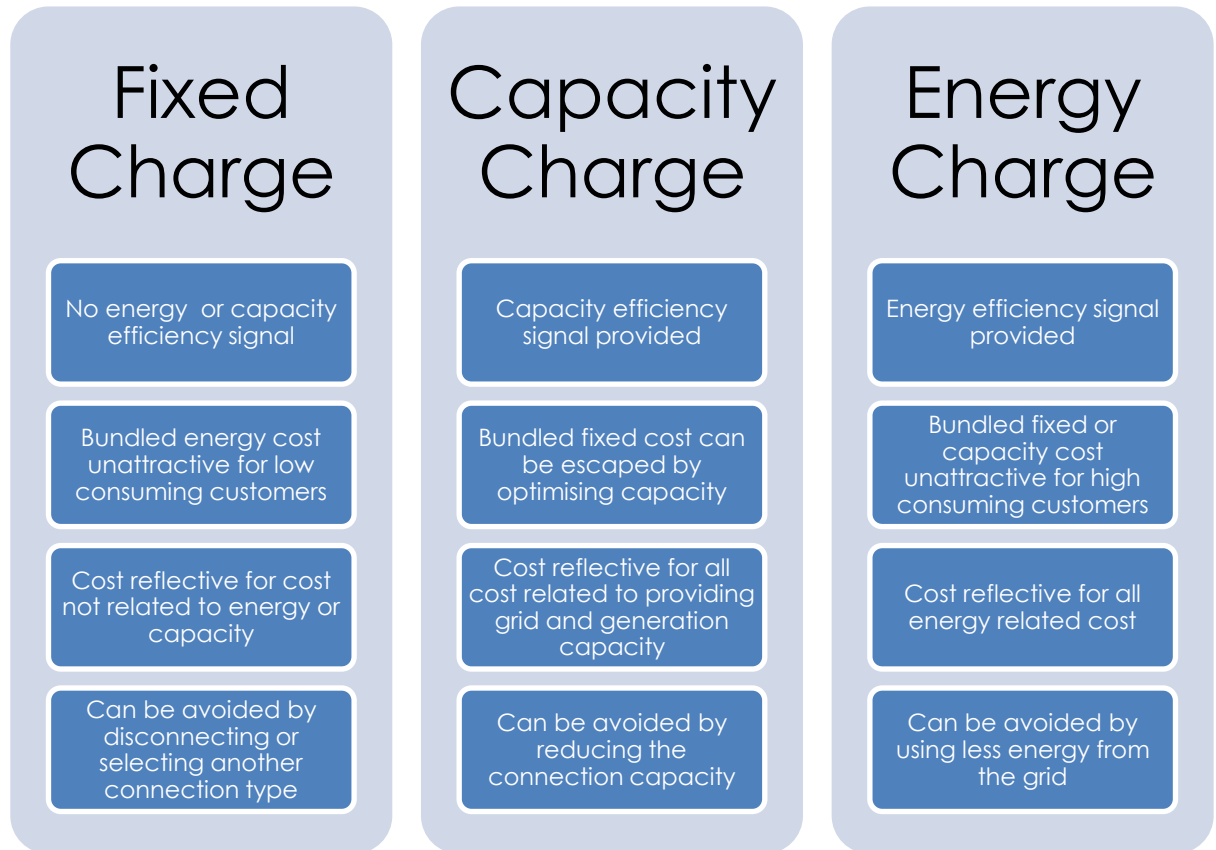 Fixed
Charge
No energy  or capacity
efficiency signal
Bundled energy cost
unattractive for low
consuming customers
Cost reflective for cost
not related to energy or
capacity
Can be avoided by
disconnecting or
selecting another
connection type
Capacity
Charge
Capacity efficiency
signal provided
Bundled fixed cost can
be escaped by
optimising capacity
Cost reflective for all
cost related to providing
grid and generation
capacity
Can be avoided by
reducing the
connection capacity
Energy
Charge
Energy efficiency signal
provided
Bundled fixed or
capacity cost
unattractive for high
consuming customers
Cost reflective for all
energy related cost
Can be avoided by
using less energy from
the grid